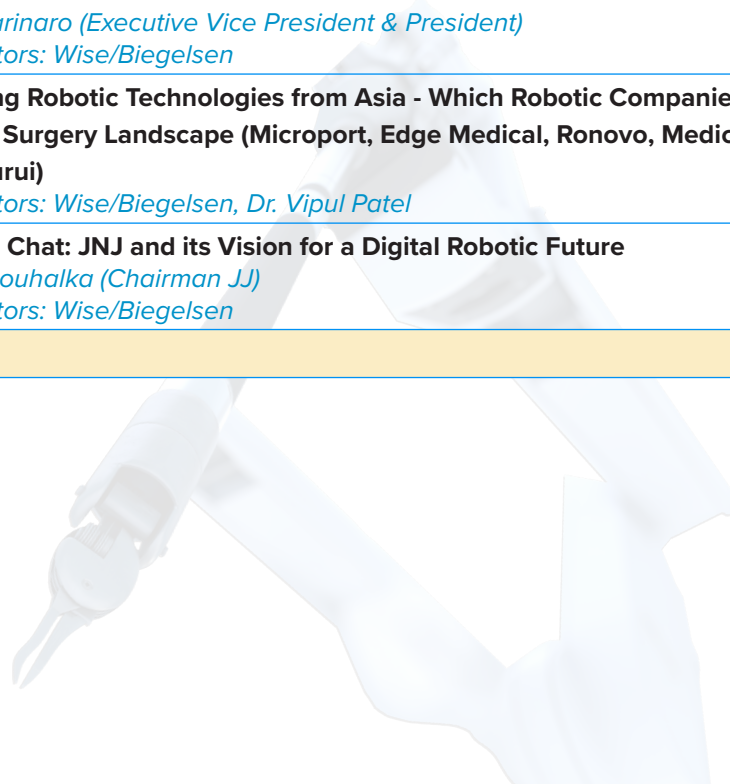 arinaro (Executive Vice President & President)
tors: Wise/Biegelsen
ng Robotic Technologies from Asia - Which Robotic Companie
Surgery Landscape (Microport, Edge Medical, Ronovo, Medic
urui)
tors: Wise/Biegelsen, Dr. Vipul Patel
Chat: JNJ and its Vision for a Digital Robotic Future
ouhalka (Chairman JJ)
tors: Wise/Biegelsen